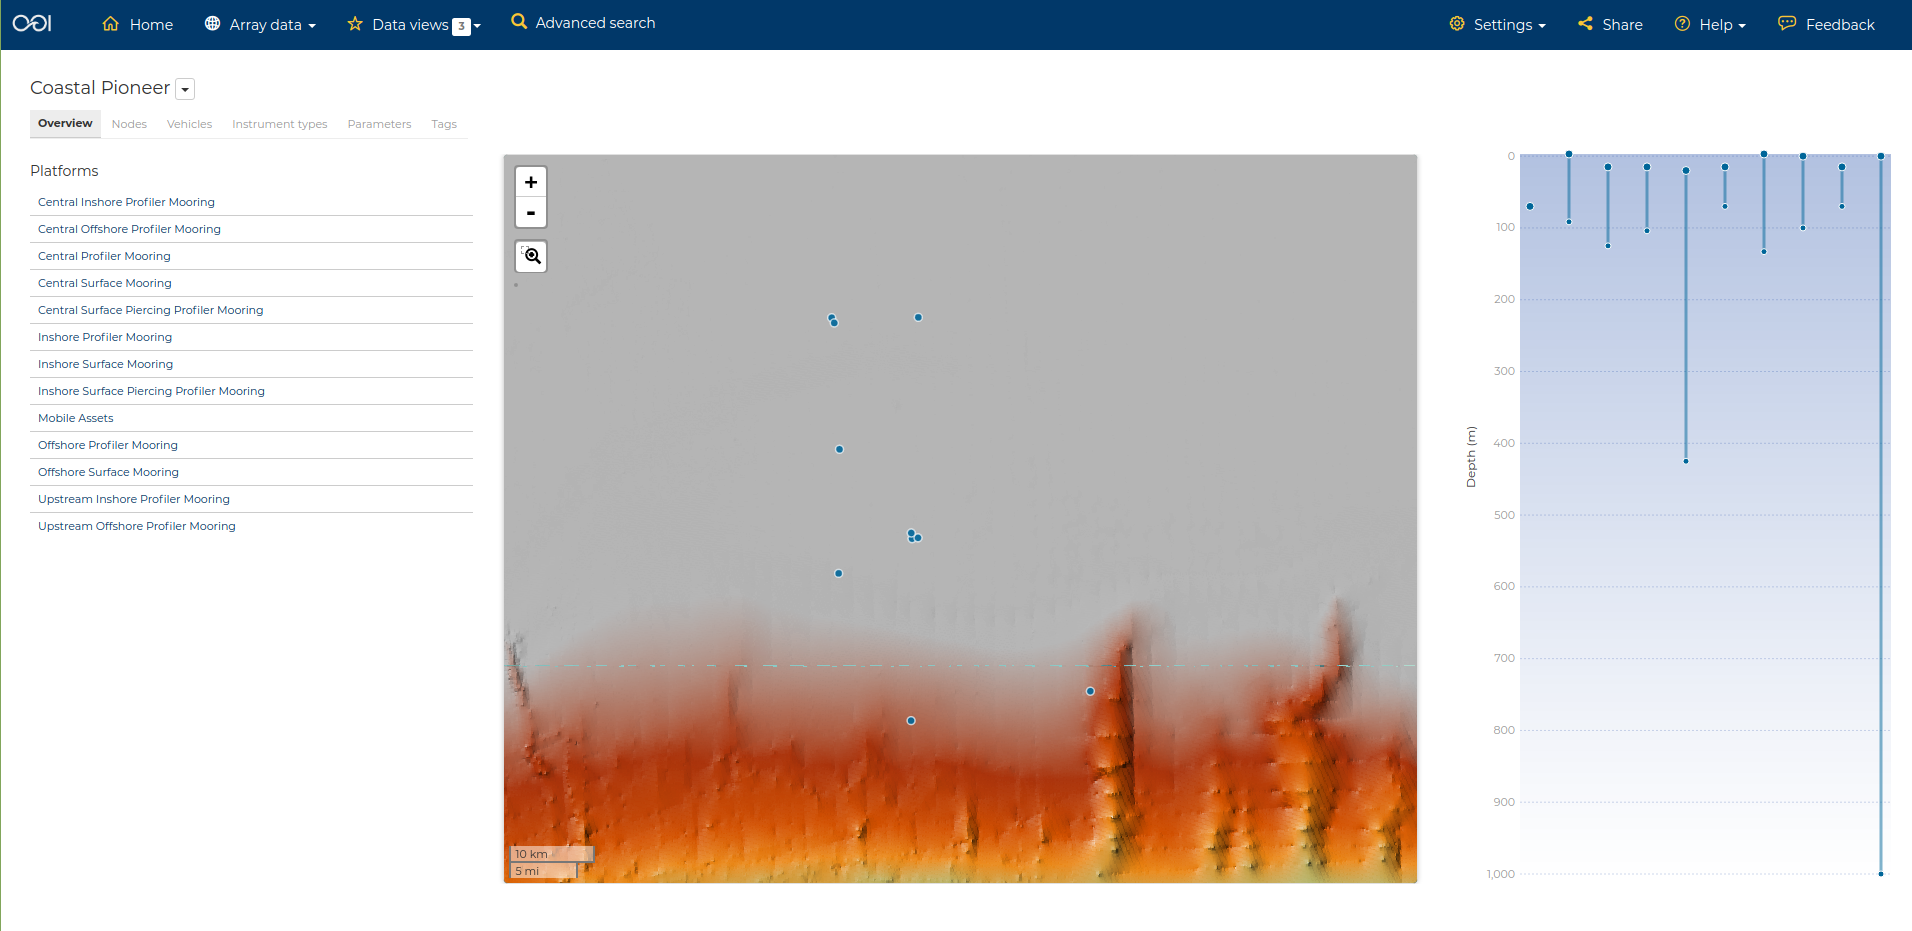 OOI Home Array data Data views 3 Advanced search Settings Share Help Feedback
Coastal Pioneer
Overview Nodes Vehicles Instrument types Parameters Tags
Platforms
Central Inshore Profiler Mooring
Central Offshore Profiler Mooring
Central Profiler Mooring
Central Surface Mooring
Central Surface Piercing Profiler Mooring
Inshore Profiler Mooring
Inshore Surface Mooring
Inshore Surface Piercing Profiler Mooring
Mobile Assets
Offshore Profiler Mooring
Offshore Surface Mooring
Upstream Inshore Profiler Mooring
Upstream Offshore Profiler Mooring
+
-
10 km
5 mi
Depth (m)
0
100
200
300
400
500
600
700
800
900
1,000